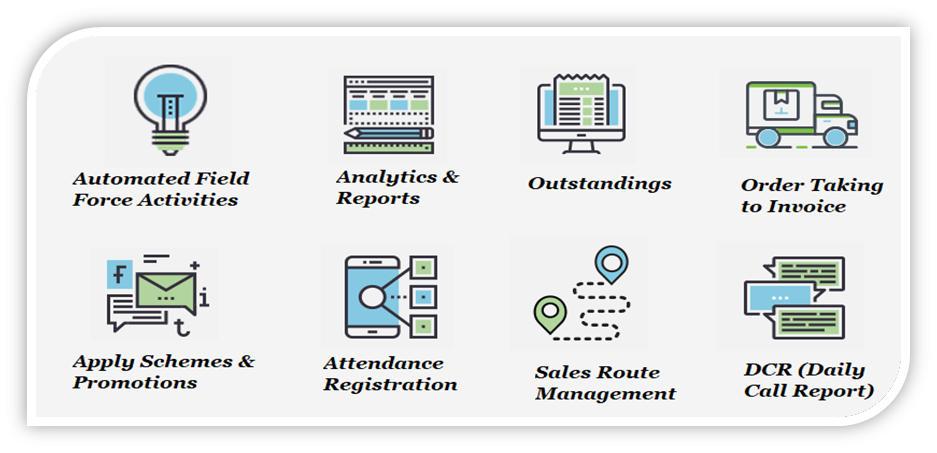 Automated Field
Force Activities
Analytics &
Reports
Outstandings
Order Taking
to Invoice
f
i
t
Apply Schemes &
Promotions
Attendance
Registration
Sales Route
Management
DCR (Daily
Call Report)